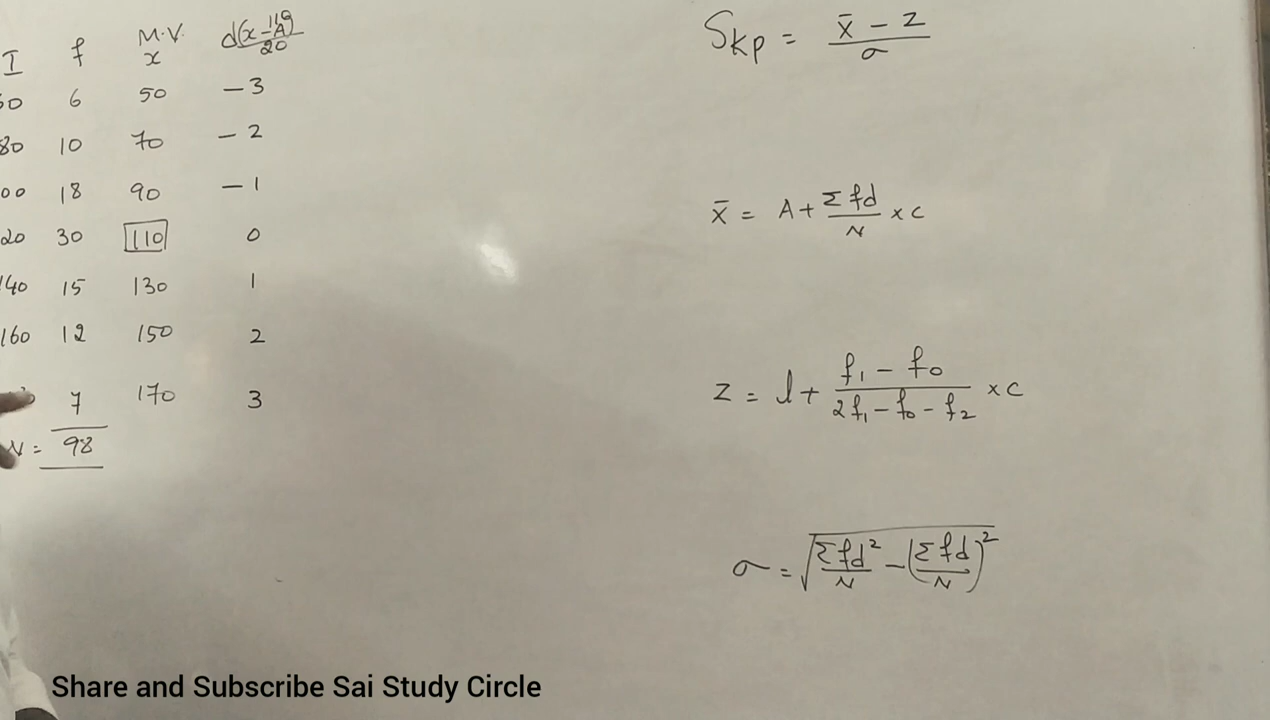 I f M.V. x d(x-110/A)/20
60 6 50 -3
80 10 70 -2
00 18 90 -1
20 30 110 0
140 15 130 1
160 12 150 2
7 170 3
N = 98
Skp = (x̄ - z)/σ
x̄ = A + Σfd/N × c
z = l + (f₁ - f₀)/(2f₁ - f₀ - f₂) × c
σ = √(Σfd²/N - (Σfd/N)²)
Share and Subscribe Sai Study Circle